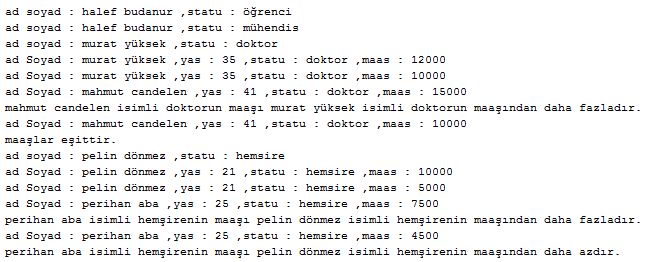 ad soyad : halef budanur ,statu : öğrenci
ad soyad : halef budanur ,statu : mühendis
ad soyad : murat yüksek ,statu : doktor
ad Soyad : murat yüksek ,yas : 35 ,statu : doktor ,maas : 12000
ad Soyad : murat yüksek ,yas : 35 ,statu : doktor ,maas : 10000
ad Soyad : mahmut candelen ,yas : 41 ,statu : doktor ,maas : 15000
mahmut candelen isimli doktorun maaşı murat yüksek isimli doktorun maaşından daha fazladır.
ad Soyad : mahmut candelen ,yas : 41 ,statu : doktor ,maas : 10000
maaşlar eşittir.
ad soyad : pelin dönmez ,statu : hemsire
ad Soyad : pelin dönmez ,yas : 21 ,statu : hemsire ,maas : 10000
ad Soyad : pelin dönmez ,yas : 21 ,statu : hemsire ,maas : 5000
ad Soyad : perihan aba ,yas : 25 ,statu : hemsire ,maas : 7500
perihan aba isimli hemşirenin maaşı pelin dönmez isimli hemşirenin maaşından daha fazladır.
ad Soyad : perihan aba ,yas : 25 ,statu : hemsire ,maas : 4500
perihan aba isimli hemşirenin maaşı pelin dönmez isimli hemşirenin maaşından daha azdır.